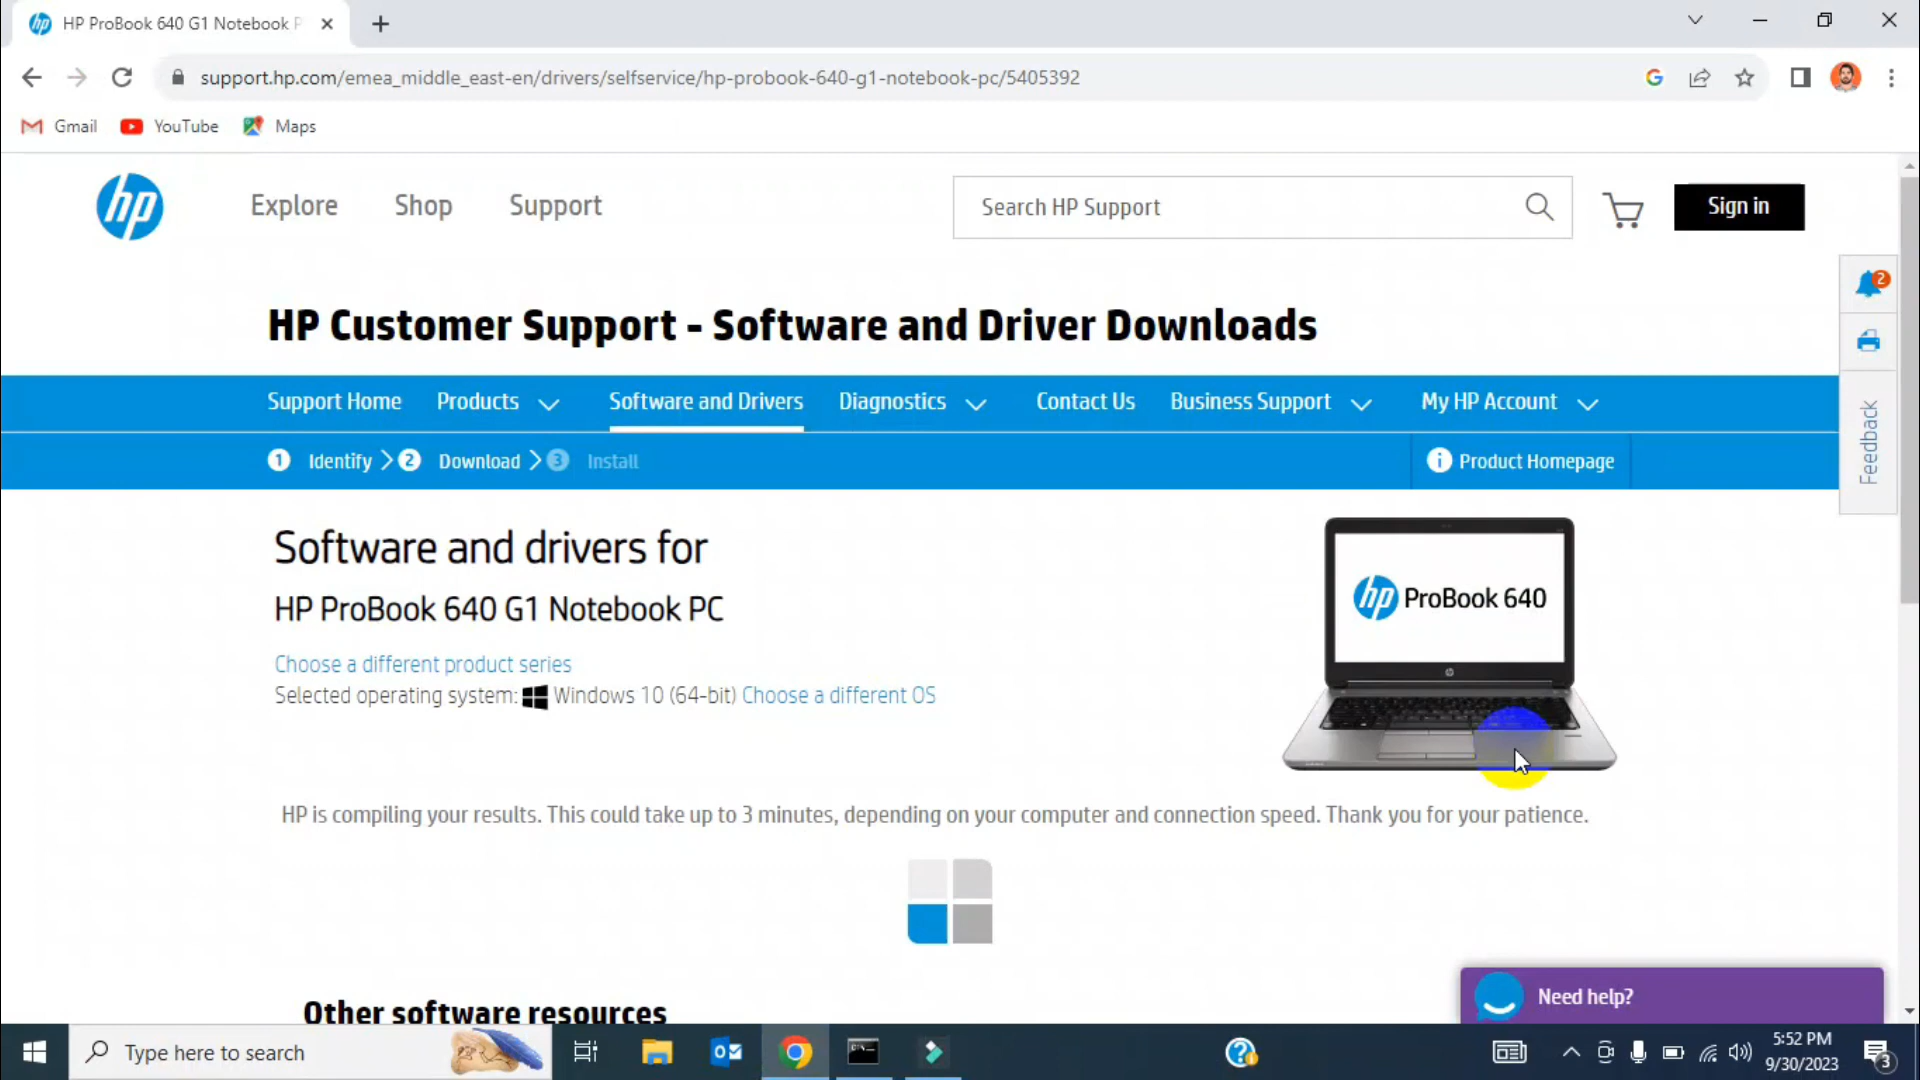 HP ProBook 640 G1 Notebook P
support.hp.com/emea_middle_east-en/drivers/selfservice/hp-probook-640-g1-notebook-pc/5405392
Gmail YouTube Maps
hp Explore Shop Support Search HP Support Sign in
2
HP Customer Support - Software and Driver Downloads
Support Home Products Software and Drivers Diagnostics Contact Us Business Support My HP Account
Feedback
1 Identify 2 Download 3 Install Product Homepage
Software and drivers for
HP ProBook 640 G1 Notebook PC
hp ProBook 640
Choose a different product series
Selected operating system: Windows 10 (64-bit) Choose a different OS
HP is compiling your results. This could take up to 3 minutes, depending on your computer and connection speed. Thank you for your patience.
Other software resources
Need help?
Type here to search
5:52 PM
9/30/2023
3